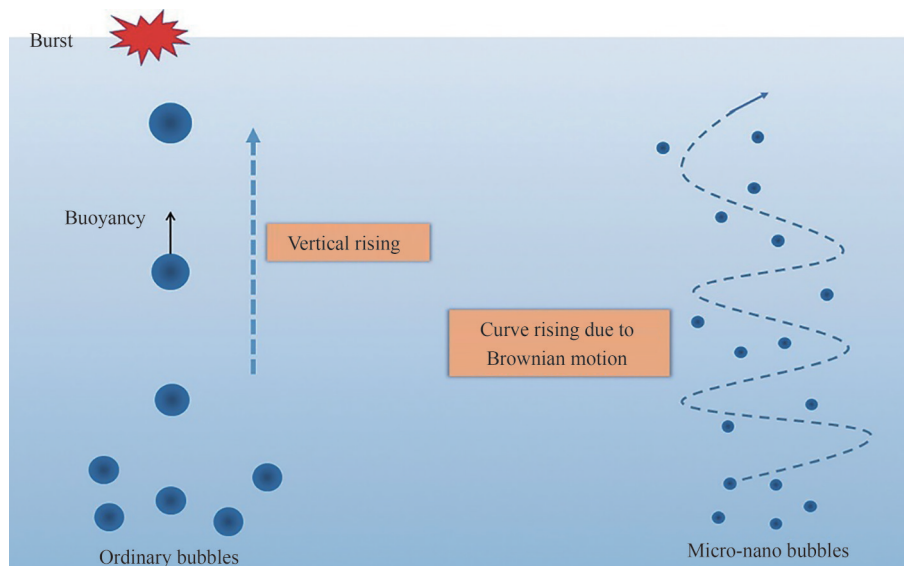 Burst
Buoyancy
Vertical rising
Curve rising due to
Brownian motion
Ordinary bubbles
Micro-nano bubbles